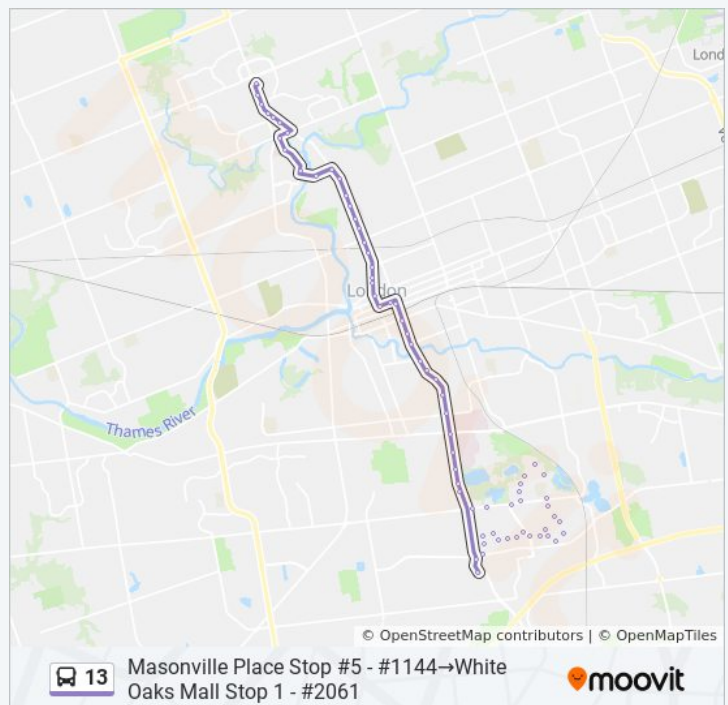 Lond
London
Thames River
© OpenStreetMap contributors | © OpenMapTiles
13
Masonville Place Stop #5 - #1144→White
Oaks Mall Stop 1 - #2061
moovit